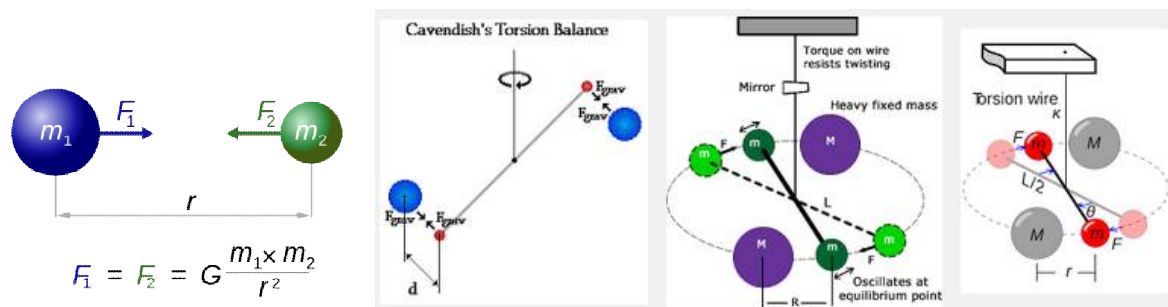 m1
F1
F2
m2
r
F1 = F2 = G m1 × m2 / r²
Cavendish's Torsion Balance
Fgrav
Fgrav
Fgrav
Fgrav
d
Torque on wire
resists twisting
Mirror
Heavy fixed mass
F
m
m
M
L
M
m
m
F
Oscillates at
equilibrium point
R
Torsion wire
κ
F
m
M
L/2
θ
M
m
F
r